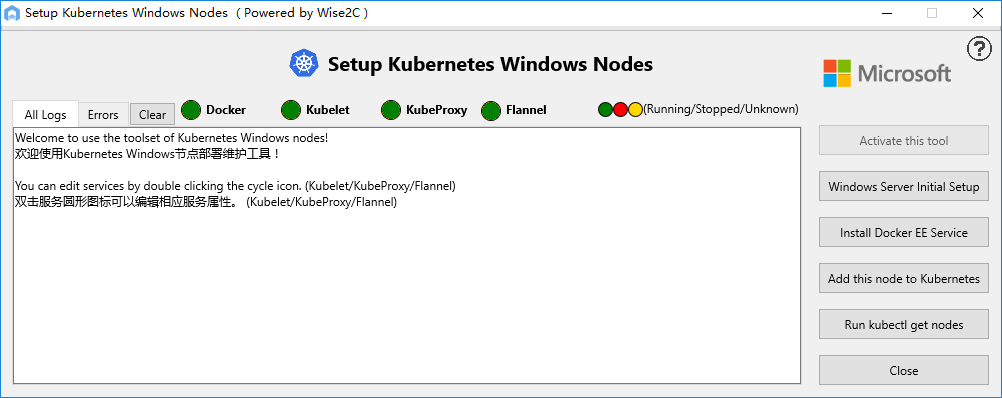 Setup Kubernetes Windows Nodes （Powered by Wise2C ）
Setup Kubernetes Windows Nodes
?
Microsoft
All Logs
Errors
Clear
Docker
Kubelet
KubeProxy
Flannel
(Running/Stopped/Unknown)
Welcome to use the toolset of Kubernetes Windows nodes!
欢迎使用Kubernetes Windows节点部署维护工具！
You can edit services by double clicking the cycle icon. (Kubelet/KubeProxy/Flannel)
双击服务圆形图标可以编辑相应服务属性。 (Kubelet/KubeProxy/Flannel)
Activate this tool
Windows Server Initial Setup
Install Docker EE Service
Add this node to Kubernetes
Run kubectl get nodes
Close